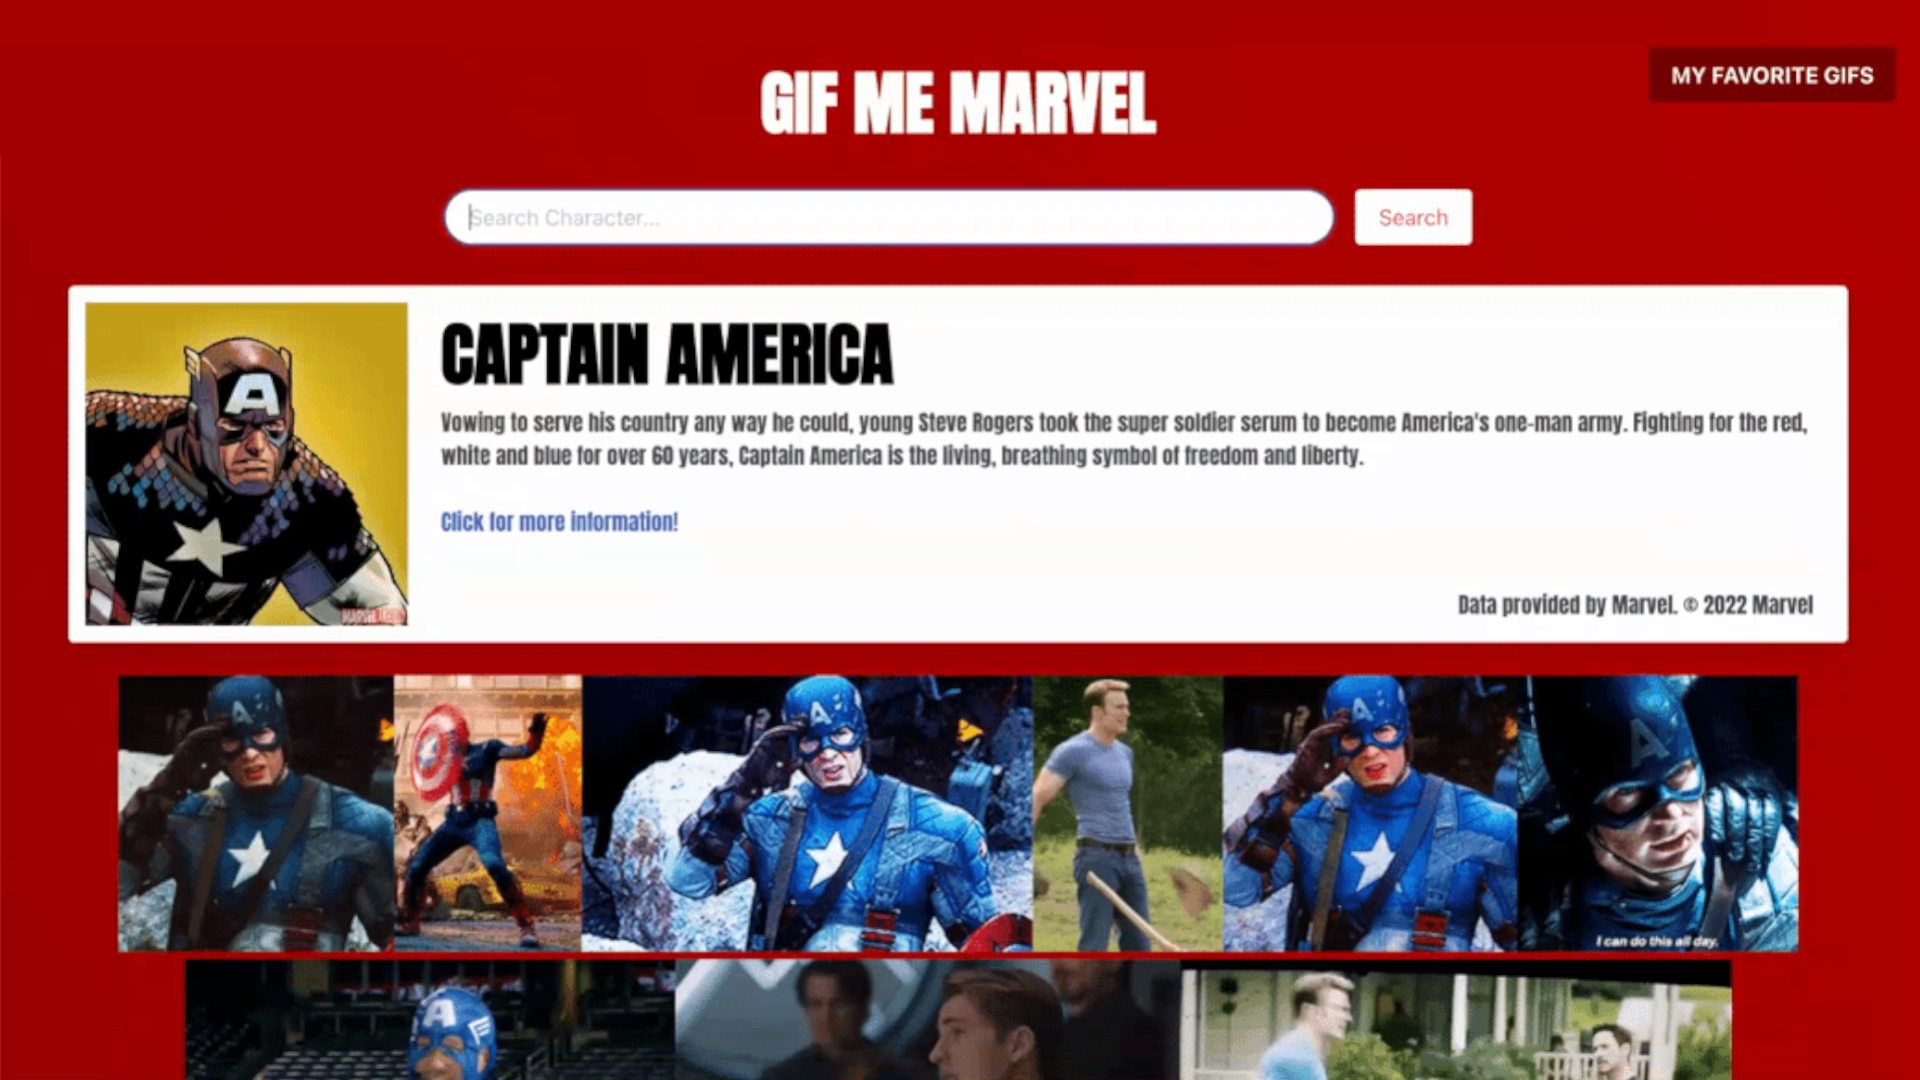 MY FAVORITE GIFS
GIF ME MARVEL
Search Character...
Search
CAPTAIN AMERICA
Vowing to serve his country any way he could, young Steve Rogers took the super soldier serum to become America's one-man army. Fighting for the red,
white and blue for over 60 years, Captain America is the living, breathing symbol of freedom and liberty.
Click for more information!
Data provided by Marvel. © 2022 Marvel
A
A
A
A
A
I can do this all day.
A